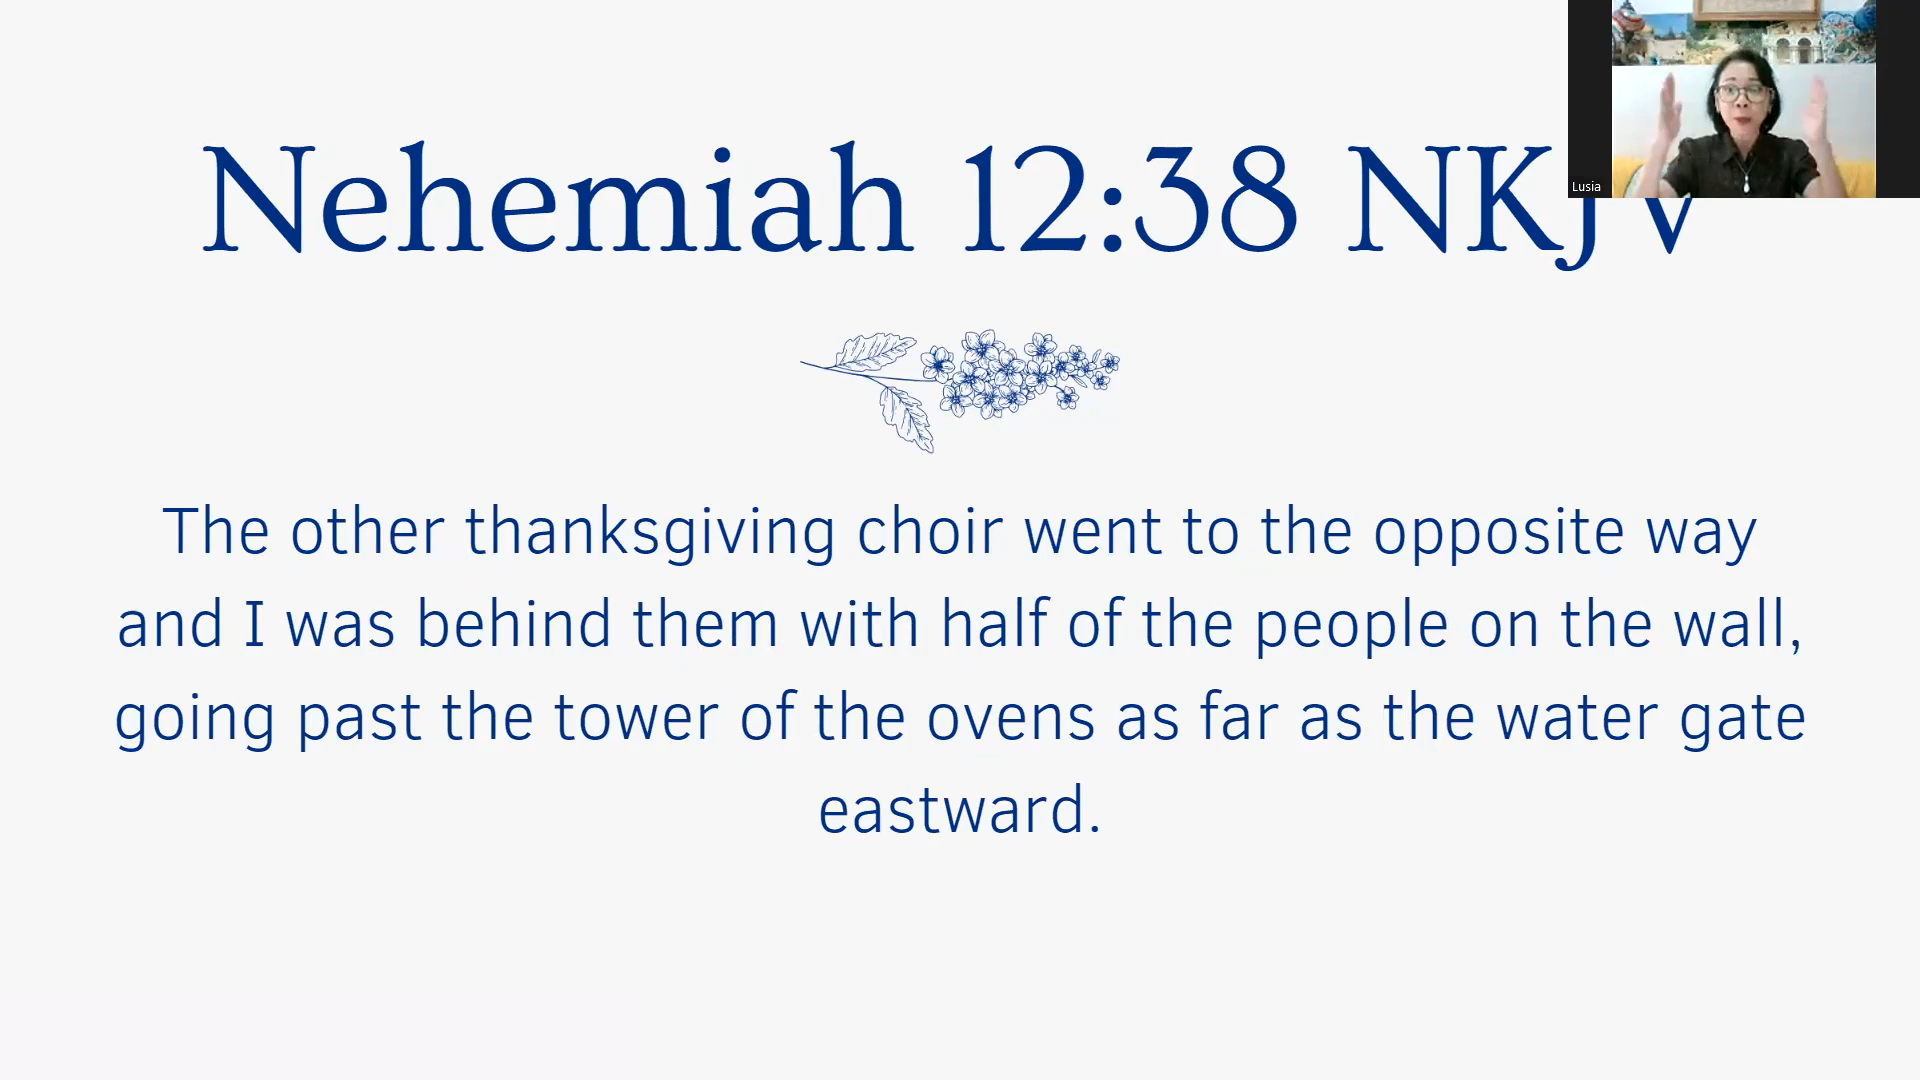 Nehemiah 12:38 NKJV
Lusia
The other thanksgiving choir went to the opposite way
and I was behind them with half of the people on the wall,
going past the tower of the ovens as far as the water gate
eastward.